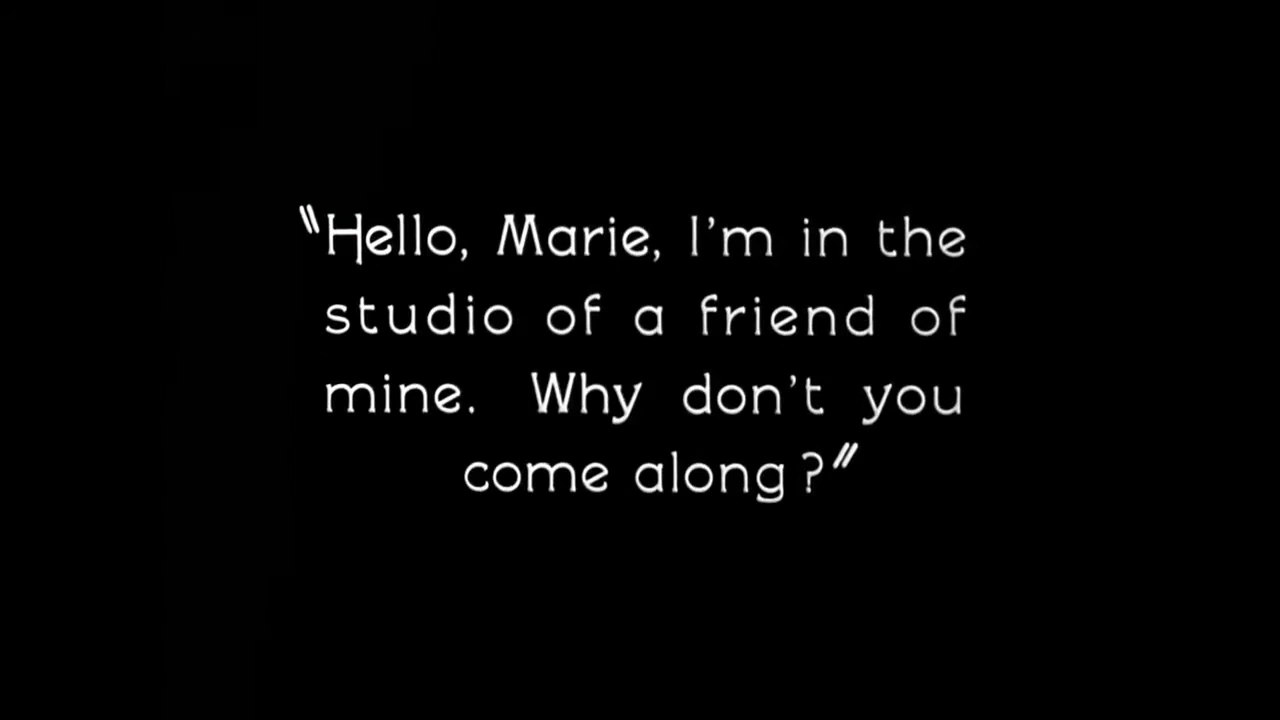 "Hello, Marie, I'm in the
studio of a friend of
mine. Why don't you
come along?"